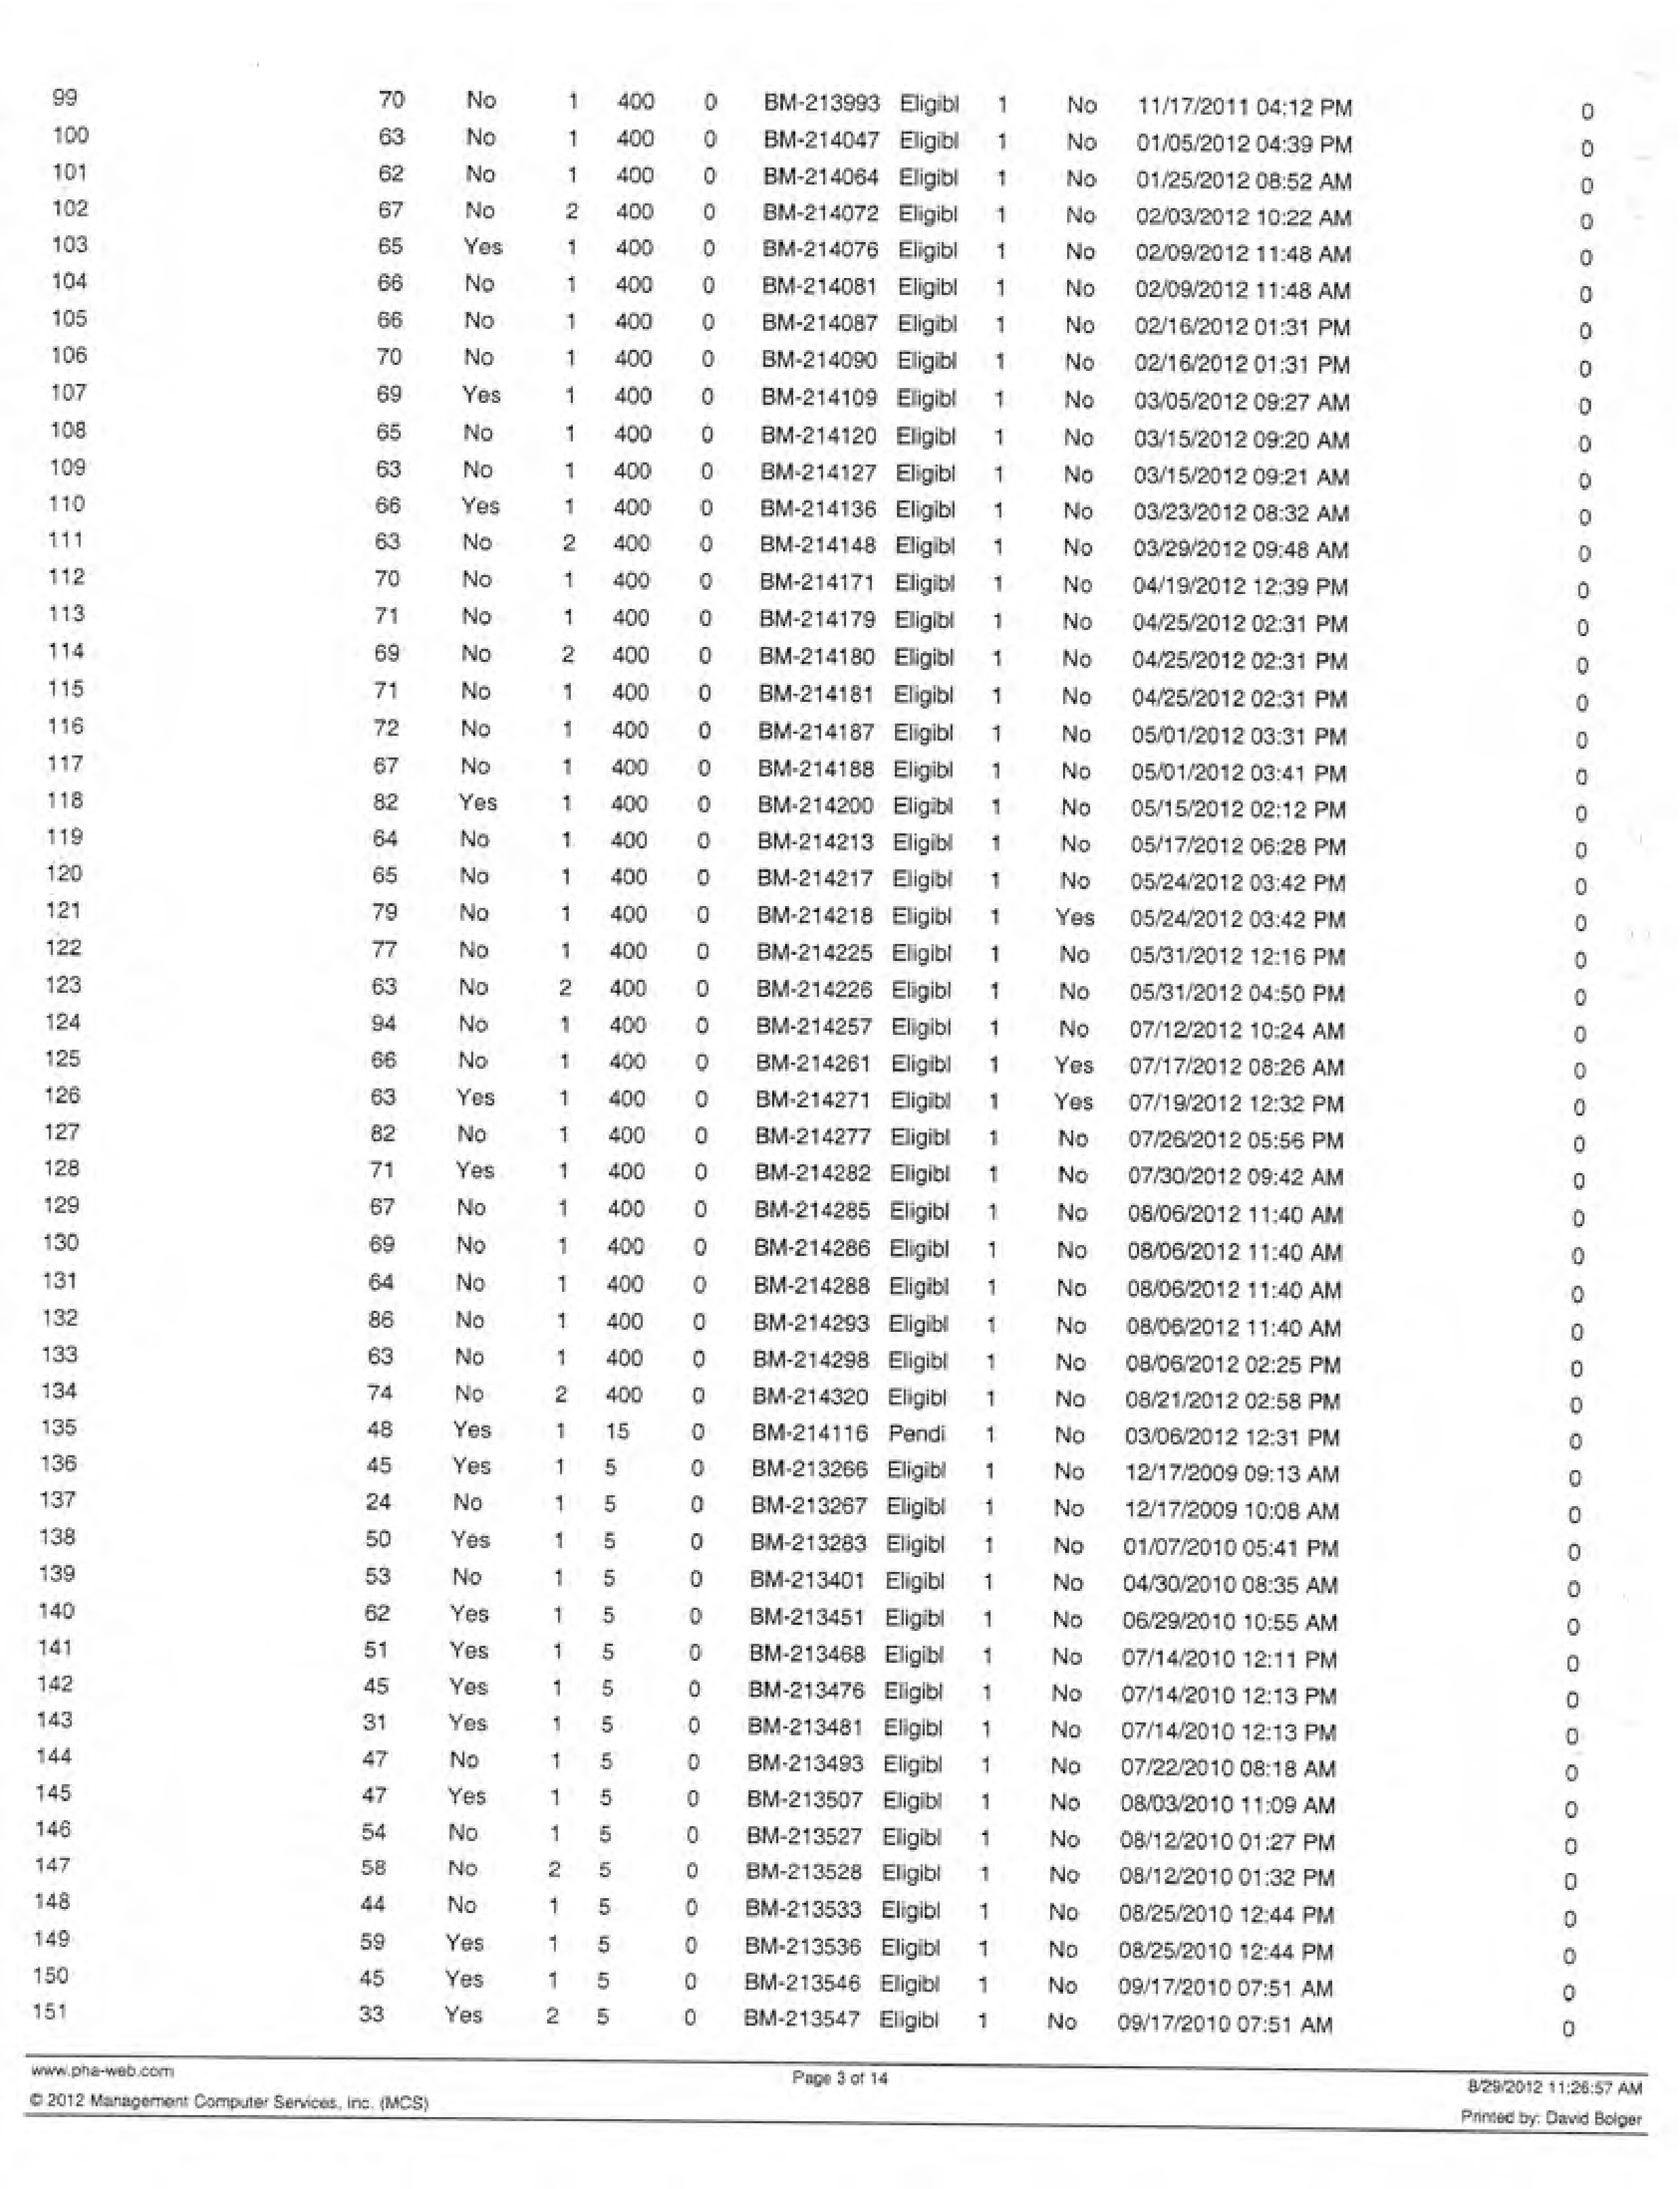 99 70 No 1 400 0 BM-213993 Eligibl 1 No 11/17/2011 04:12 PM 0
100 63 No 1 400 0 BM-214047 Eligibl 1 No 01/05/2012 04:39 PM 0
101 62 No 1 400 0 BM-214064 Eligibl 1 No 01/25/2012 08:52 AM 0
102 67 No 2 400 0 BM-214072 Eligibl 1 No 02/03/2012 10:22 AM 0
103 65 Yes 1 400 0 BM-214076 Eligibl 1 No 02/09/2012 11:48 AM 0
104 66 No 1 400 0 BM-214081 Eligibl 1 No 02/09/2012 11:48 AM 0
105 66 No 1 400 0 BM-214087 Eligibl 1 No 02/16/2012 01:31 PM 0
106 70 No 1 400 0 BM-214090 Eligibl 1 No 02/16/2012 01:31 PM 0
107 69 Yes 1 400 0 BM-214109 Eligibl 1 No 03/05/2012 09:27 AM 0
108 65 No 1 400 0 BM-214120 Eligibl 1 No 03/15/2012 09:20 AM 0
109 63 No 1 400 0 BM-214127 Eligibl 1 No 03/15/2012 09:21 AM 0
110 66 Yes 1 400 0 BM-214136 Eligibl 1 No 03/23/2012 08:32 AM 0
111 63 No 2 400 0 BM-214148 Eligibl 1 No 03/29/2012 09:48 AM 0
112 70 No 1 400 0 BM-214171 Eligibl 1 No 04/19/2012 12:39 PM 0
113 71 No 1 400 0 BM-214179 Eligibl 1 No 04/25/2012 02:31 PM 0
114 69 No 2 400 0 BM-214180 Eligibl 1 No 04/25/2012 02:31 PM 0
115 71 No 1 400 0 BM-214181 Eligibl 1 No 04/25/2012 02:31 PM 0
116 72 No 1 400 0 BM-214187 Eligibl 1 No 05/01/2012 03:31 PM 0
117 67 No 1 400 0 BM-214188 Eligibl 1 No 05/01/2012 03:41 PM 0
118 82 Yes 1 400 0 BM-214200 Eligibl 1 No 05/15/2012 02:12 PM 0
119 64 No 1 400 0 BM-214213 Eligibl 1 No 05/17/2012 06:28 PM 0
120 65 No 1 400 0 BM-214217 Eligibl 1 No 05/24/2012 03:42 PM 0
121 79 No 1 400 0 BM-214218 Eligibl 1 Yes 05/24/2012 03:42 PM 0
122 77 No 1 400 0 BM-214225 Eligibl 1 No 05/31/2012 12:16 PM 0
123 63 No 2 400 0 BM-214226 Eligibl 1 No 05/31/2012 04:50 PM 0
124 94 No 1 400 0 BM-214257 Eligibl 1 No 07/12/2012 10:24 AM 0
125 66 No 1 400 0 BM-214261 Eligibl 1 Yes 07/17/2012 08:26 AM 0
126 63 Yes 1 400 0 BM-214271 Eligibl 1 Yes 07/19/2012 12:32 PM 0
127 82 No 1 400 0 BM-214277 Eligibl 1 No 07/26/2012 05:56 PM 0
128 71 Yes 1 400 0 BM-214282 Eligibl 1 No 07/30/2012 09:42 AM 0
129 67 No 1 400 0 BM-214285 Eligibl 1 No 08/06/2012 11:40 AM 0
130 69 No 1 400 0 BM-214286 Eligibl 1 No 08/06/2012 11:40 AM 0
131 64 No 1 400 0 BM-214288 Eligibl 1 No 08/06/2012 11:40 AM 0
132 86 No 1 400 0 BM-214293 Eligibl 1 No 08/06/2012 11:40 AM 0
133 63 No 1 400 0 BM-214298 Eligibl 1 No 08/06/2012 02:25 PM 0
134 74 No 2 400 0 BM-214320 Eligibl 1 No 08/21/2012 02:58 PM 0
135 48 Yes 1 15 0 BM-214116 Pendi 1 No 03/06/2012 12:31 PM 0
136 45 Yes 1 5 0 BM-213266 Eligibl 1 No 12/17/2009 09:13 AM 0
137 24 No 1 5 0 BM-213267 Eligibl 1 No 12/17/2009 10:08 AM 0
138 50 Yes 1 5 0 BM-213283 Eligibl 1 No 01/07/2010 05:41 PM 0
139 53 No 1 5 0 BM-213401 Eligibl 1 No 04/30/2010 08:35 AM 0
140 62 Yes 1 5 0 BM-213451 Eligibl 1 No 06/29/2010 10:55 AM 0
141 51 Yes 1 5 0 BM-213468 Eligibl 1 No 07/14/2010 12:11 PM 0
142 45 Yes 1 5 0 BM-213476 Eligibl 1 No 07/14/2010 12:13 PM 0
143 31 Yes 1 5 0 BM-213481 Eligibl 1 No 07/14/2010 12:13 PM 0
144 47 No 1 5 0 BM-213493 Eligibl 1 No 07/22/2010 08:18 AM 0
145 47 Yes 1 5 0 BM-213507 Eligibl 1 No 08/03/2010 11:09 AM 0
146 54 No 1 5 0 BM-213527 Eligibl 1 No 08/12/2010 01:27 PM 0
147 58 No 2 5 0 BM-213528 Eligibl 1 No 08/12/2010 01:32 PM 0
148 44 No 1 5 0 BM-213533 Eligibl 1 No 08/25/2010 12:44 PM 0
149 59 Yes 1 5 0 BM-213536 Eligibl 1 No 08/25/2010 12:44 PM 0
150 45 Yes 1 5 0 BM-213546 Eligibl 1 No 09/17/2010 07:51 AM 0
151 33 Yes 2 5 0 BM-213547 Eligibl 1 No 09/17/2010 07:51 AM 0
www.pha-web.com Page 3 of 14 8/29/2012 11:26:57 AM
© 2012 Management Computer Services, Inc. (MCS) Printed by: David Bolger